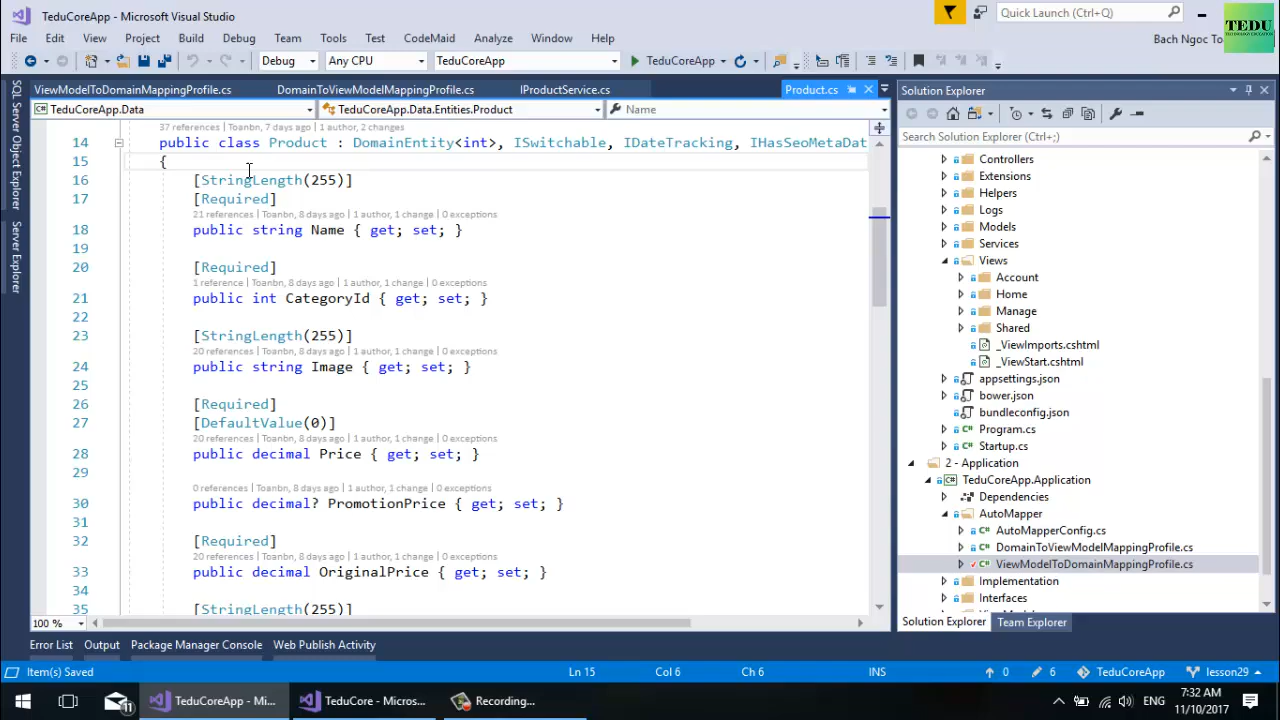 TeduCoreApp - Microsoft Visual Studio
Quick Launch (Ctrl+Q)
TEDU
File Edit View Project Build Debug Team Tools Test CodeMaid Analyze Window Help
Bach Ngoc To
Debug Any CPU TeduCoreApp TeduCoreApp
SQL Server Object Explorer
Server Explorer
ViewModelToDomainMappingProfile.cs DomainToViewModelMappingProfile.cs IProductService.cs Product.cs
TeduCoreApp.Data TeduCoreApp.Data.Entities.Product Name
37 references | Toanbn, 7 days ago | 1 author, 2 changes
14 public class Product : DomainEntity<int>, ISwitchable, IDateTracking, IHasSeoMetaDat
15 {
16 [StringLength(255)]
17 [Required]
21 references | Toanbn, 8 days ago | 1 author, 1 change | 0 exceptions
18 public string Name { get; set; }
19
20 [Required]
1 reference | Toanbn, 8 days ago | 1 author, 1 change | 0 exceptions
21 public int CategoryId { get; set; }
22
23 [StringLength(255)]
20 references | Toanbn, 8 days ago | 1 author, 1 change | 0 exceptions
24 public string Image { get; set; }
25
26 [Required]
27 [DefaultValue(0)]
20 references | Toanbn, 8 days ago | 1 author, 1 change | 0 exceptions
28 public decimal Price { get; set; }
29
0 references | Toanbn, 8 days ago | 1 author, 1 change | 0 exceptions
30 public decimal? PromotionPrice { get; set; }
31
32 [Required]
20 references | Toanbn, 8 days ago | 1 author, 1 change | 0 exceptions
33 public decimal OriginalPrice { get; set; }
34
35 [StringLength(255)]
100 %
Solution Explorer
Search Solution Explorer (Ctrl+;)
Controllers
Extensions
Helpers
Logs
Models
Services
Views
Account
Home
Manage
Shared
_ViewImports.cshtml
_ViewStart.cshtml
appsettings.json
bower.json
bundleconfig.json
Program.cs
Startup.cs
2 - Application
TeduCoreApp.Application
Dependencies
AutoMapper
AutoMapperConfig.cs
DomainToViewModelMappingProfile.cs
ViewModelToDomainMappingProfile.cs
Implementation
Interfaces
Solution Explorer Team Explorer
Error List Output Package Manager Console Web Publish Activity
Item(s) Saved Ln 15 Col 6 Ch 6 INS 0 6 TeduCoreApp lesson29
11 TeduCoreApp - Mi... TeduCore - Micros... Recording... ENG
7:32 AM
11/10/2017